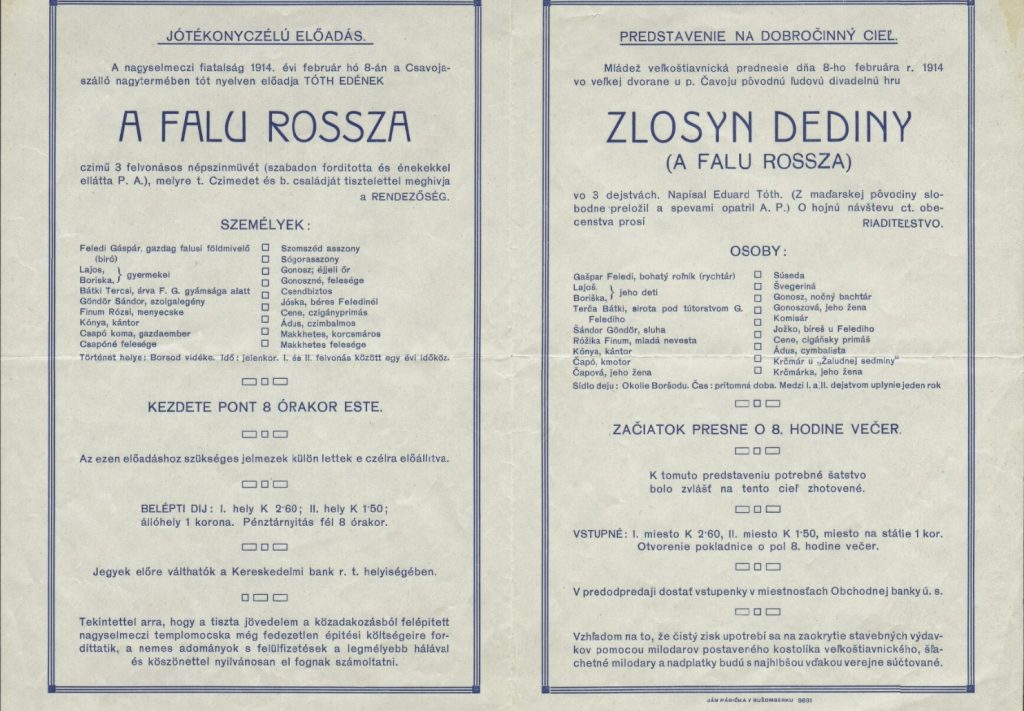 JÓTÉKONYCZÉLÚ ELŐADÁS.
A nagyselmeczi fiatalság 1914. évi február hó 8-án a Csavoja-
szálló nagytermében tót nyelven előadja TÓTH EDÉNEK
A FALU ROSSZA
czimű 3 felvonásos népszinmüvét (szabadon forditotta és énekekkel
ellátta P. A.), melyre t. Czimedet és b. családját tisztelettel meghivja
a RENDEZŐSÉG.
SZEMÉLYEK:
Feledi Gáspár, gazdag falusi földmivelő
(biró)
Lajos,
Boriska, } gyermekei
Bátki Tercsi, árva F. G. gyámsága alatt
Göndör Sándor, szolgalegény
Finum Rózsi, menyecske
Kónya, kántor
Csapó koma, gazdaember
Csapóné felesége
Szomszéd asszony
Sógorasszony
Gonosz; éjjeli őr
Gonoszné, felesége
Csendbiztos
Jóska, béres Feledinél
Cene, czigányprimás
Ádus, czimbalmos
Makkhetes, korcsmáros
Makkhetes felesége
Történet helye: Borsod vidéke. Idő: jelenkor. I. és II. felvonás között egy évi időköz.
KEZDETE PONT 8 ÓRAKOR ESTE.
Az ezen előadáshoz szükséges jelmezek külön lettek e czélra előállitva.
BELÉPTI DIJ: I. hely K 2·60; II. hely K 1·50;
állóhely 1 korona. Pénztárnyitás fél 8 órakor.
Jegyek előre válthatók a Kereskedelmi bank r. t. helyiségében.
Tekintettel arra, hogy a tiszta jövedelem a közadakozásból felépitett
nagyselmeczi templomocska még fedezetlen épitési költségeire for-
dittatik, a nemes adományok s felülfizetések a legmélyebb hálával
és köszönettel nyilvánosan el fognak számoltatni.
PREDSTAVENIE NA DOBROČINNÝ CIEĽ.
Mládež veľkoštiavnická prednesie dňa 8-ho februára r. 1914
vo veľkej dvorane u p. Čavoju pôvodnú ľudovú divadelnú hru
ZLOSYN DEDINY
(A FALU ROSSZA)
vo 3 dejstvách. Napísal Eduard Tóth. (Z maďarskej pôvodiny slo-
bodne preložil a spevami opatril A. P.) O hojnú návštevu ct. obe-
censtva prosí
RIADITEĽSTVO.
OSOBY:
Gašpar Feledi, bohatý roľník (rychtár)
Lajoš,
Boriška, } jeho deti
Terča Bátki, sirota pod tútorstvom G.
Felediho
Šándor Göndör, sluha
Róžika Finum, mladá nevesta
Kónya, kántor
Čapó, kmotor
Čapová, jeho žena
Súseda
Švegeriná
Gonosz, nočný bachtár
Gonoszová, jeho žena
Komisár
Jožko, bíreš u Felediho
Cene, cigáňsky primáš
Ádus, cymbalista
Krčmár u „Žaludnej sedminy"
Krčmárka, jeho žena
Sídlo deju: Okolie Boršodu. Čas: prítomná doba. Medzi I. a II. dejstvom uplynie jeden rok
ZAČIATOK PRESNE O 8. HODINE VEČER.
K tomuto predstaveniu potrebné šatstvo
bolo zvlášť na tento cieľ zhotovené.
VSTUPNÉ: I. miesto K 2·60, II. miesto K 1·50, miesto na státie 1 kor.
Otvorenie pokladnice o pol 8. hodine večer.
V predodpredaji dostať vstupenky v miestnosťach Obchodnej banky ú. s.
Vzhľadom na to, že čistý zisk upotrebí sa na zaokrytie stavebných výdav-
kov pomocou milodarov postaverého kostolíka veľkoštiavnického, šľa-
chetné milodary a nadplatky budú s najhlbšou vďakou verejne súčtované.
JÁN PÁRIČKA V RUŽOMBERKU